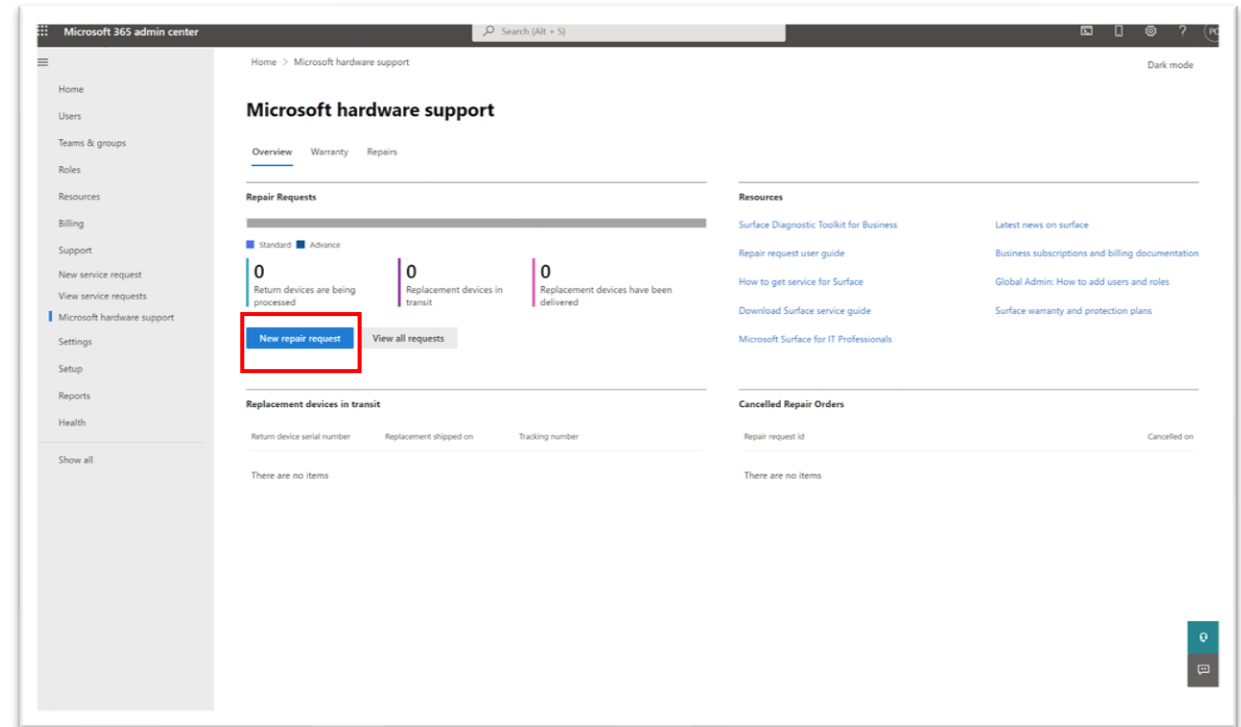 Microsoft 365 admin center
Search (Alt + S)
Home > Microsoft hardware support
Dark mode
Home
Users
Teams & groups
Roles
Resources
Billing
Support
New service request
View service requests
Microsoft hardware support
Settings
Setup
Reports
Health
Show all
Microsoft hardware support
Overview Warranty Repairs
Repair Requests
Standard Advance
0
Return devices are being
processed
0
Replacement devices in
transit
0
Replacement devices have been
delivered
New repair request View all requests
Resources
Surface Diagnostic Toolkit for Business
Latest news on surface
Repair request user guide
Business subscriptions and billing documentation
How to get service for Surface
Global Admin: How to add users and roles
Download Surface service guide
Surface warranty and protection plans
Microsoft Surface for IT Professionals
Replacement devices in transit
Return device serial number Replacement shipped on Tracking number
There are no items
Cancelled Repair Orders
Repair request id Cancelled on
There are no items